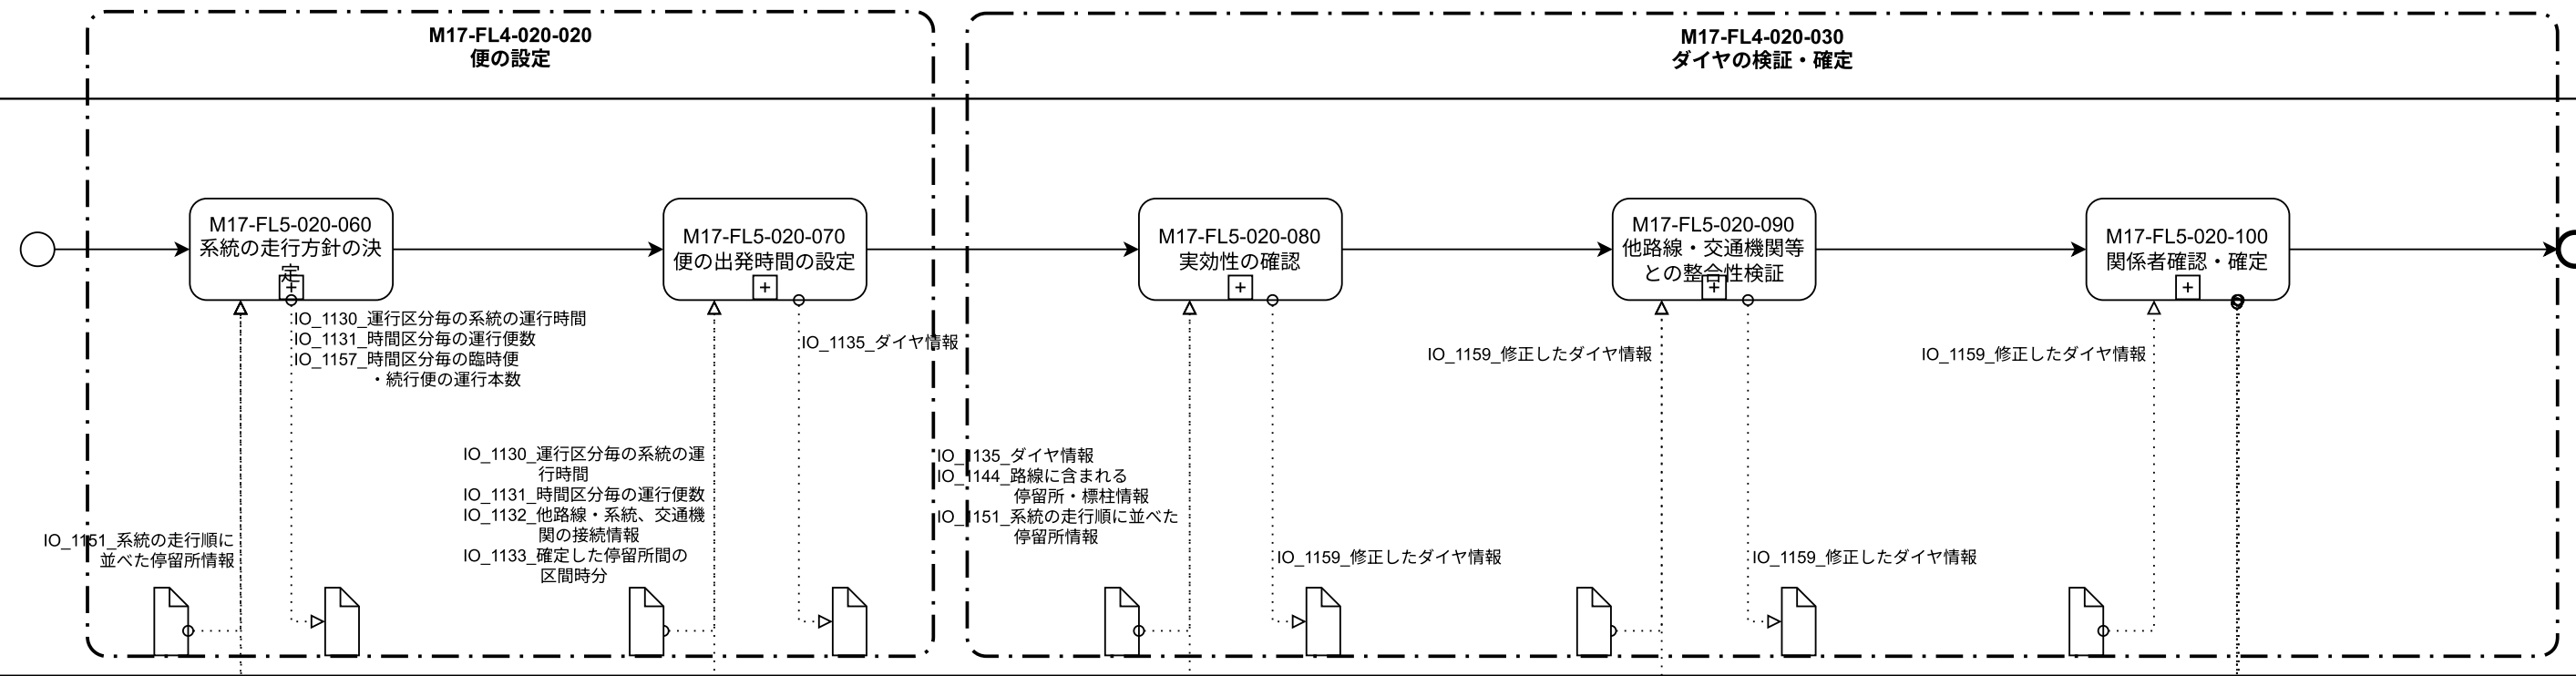 M17-FL4-020-020
便の設定
M17-FL4-020-030
ダイヤの検証・確定
M17-FL5-020-060
系統の走行方針の決
定
M17-FL5-020-070
便の出発時間の設定
M17-FL5-020-080
実効性の確認
M17-FL5-020-090
他路線・交通機関等
との整合性検証
M17-FL5-020-100
関係者確認・確定
IO_1130_運行区分毎の系統の運行時間
IO_1131_時間区分毎の運行便数
IO_1157_時間区分毎の臨時便
・続行便の運行本数
IO_1135_ダイヤ情報
IO_1159_修正したダイヤ情報
IO_1159_修正したダイヤ情報
IO_1151_系統の走行順に
並べた停留所情報
IO_1130_運行区分毎の系統の運
行時間
IO_1131_時間区分毎の運行便数
IO_1132_他路線・系統、交通機
関の接続情報
IO_1133_確定した停留所間の
区間時分
IO_1135_ダイヤ情報
IO_1144_路線に含まれる
停留所・標柱情報
IO_1151_系統の走行順に並べた
停留所情報
IO_1159_修正したダイヤ情報
IO_1159_修正したダイヤ情報